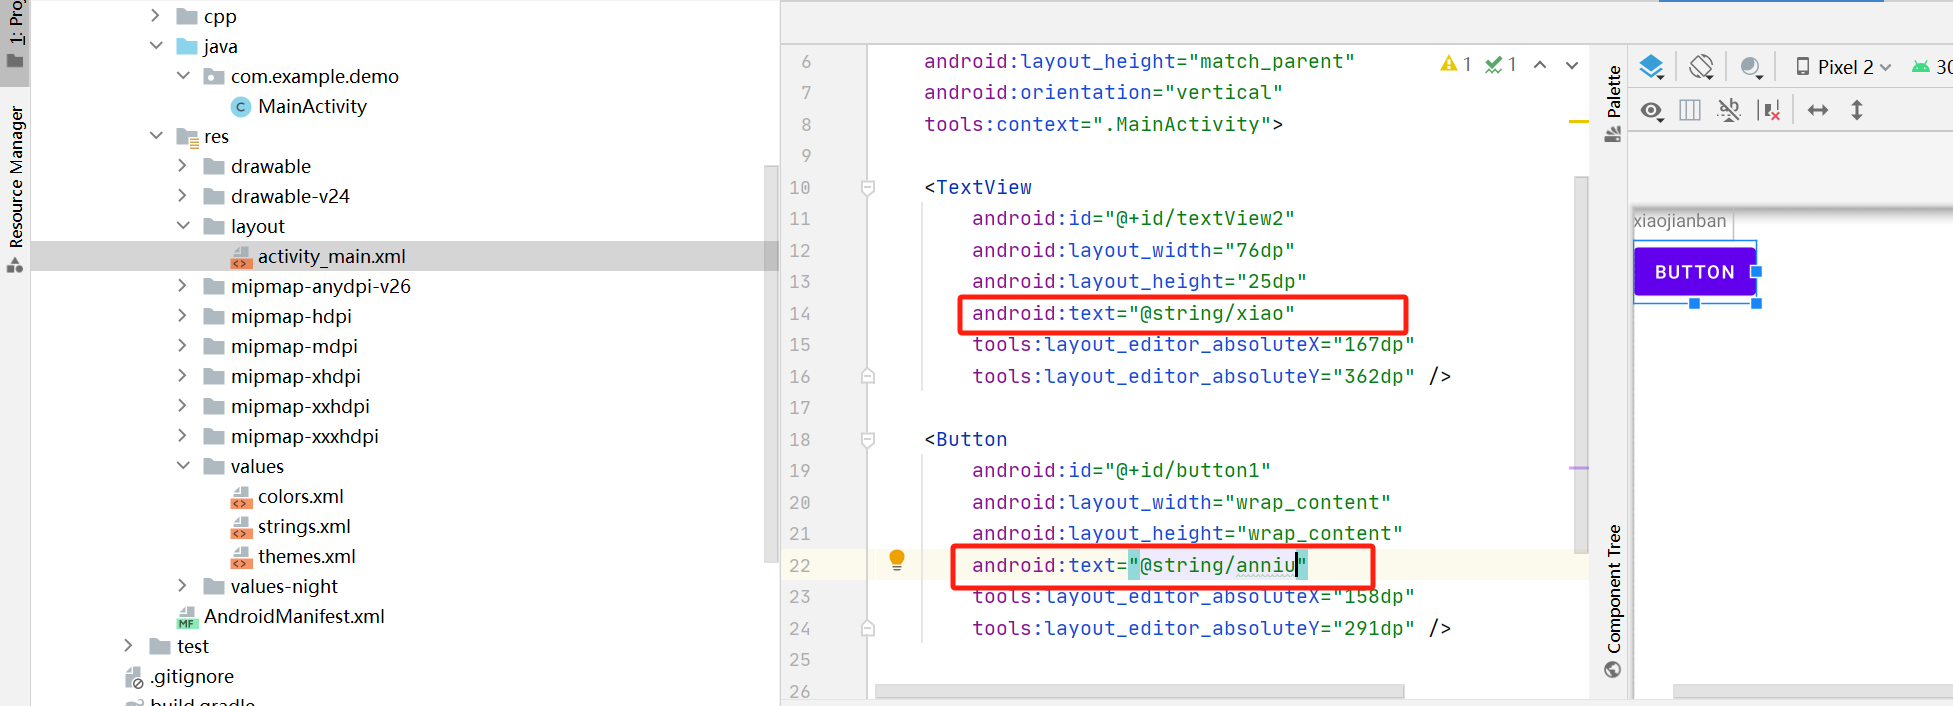 1: Proj
Resource Manager
cpp
java
com.example.demo
MainActivity
res
drawable
drawable-v24
layout
activity_main.xml
mipmap-anydpi-v26
mipmap-hdpi
mipmap-mdpi
mipmap-xhdpi
mipmap-xxhdpi
mipmap-xxxhdpi
values
colors.xml
strings.xml
themes.xml
values-night
AndroidManifest.xml
test
.gitignore
build.gradle
6 android:layout_height="match_parent"
7 android:orientation="vertical"
8 tools:context=".MainActivity">
9
10 <TextView
11 android:id="@+id/textView2"
12 android:layout_width="76dp"
13 android:layout_height="25dp"
14 android:text="@string/xiao"
15 tools:layout_editor_absoluteX="167dp"
16 tools:layout_editor_absoluteY="362dp" />
17
18 <Button
19 android:id="@+id/button1"
20 android:layout_width="wrap_content"
21 android:layout_height="wrap_content"
22 android:text="@string/anniu"
23 tools:layout_editor_absoluteX="158dp"
24 tools:layout_editor_absoluteY="291dp" />
25
26
1 1
Palette
Component Tree
Pixel 2 30
xiaojianban
BUTTON